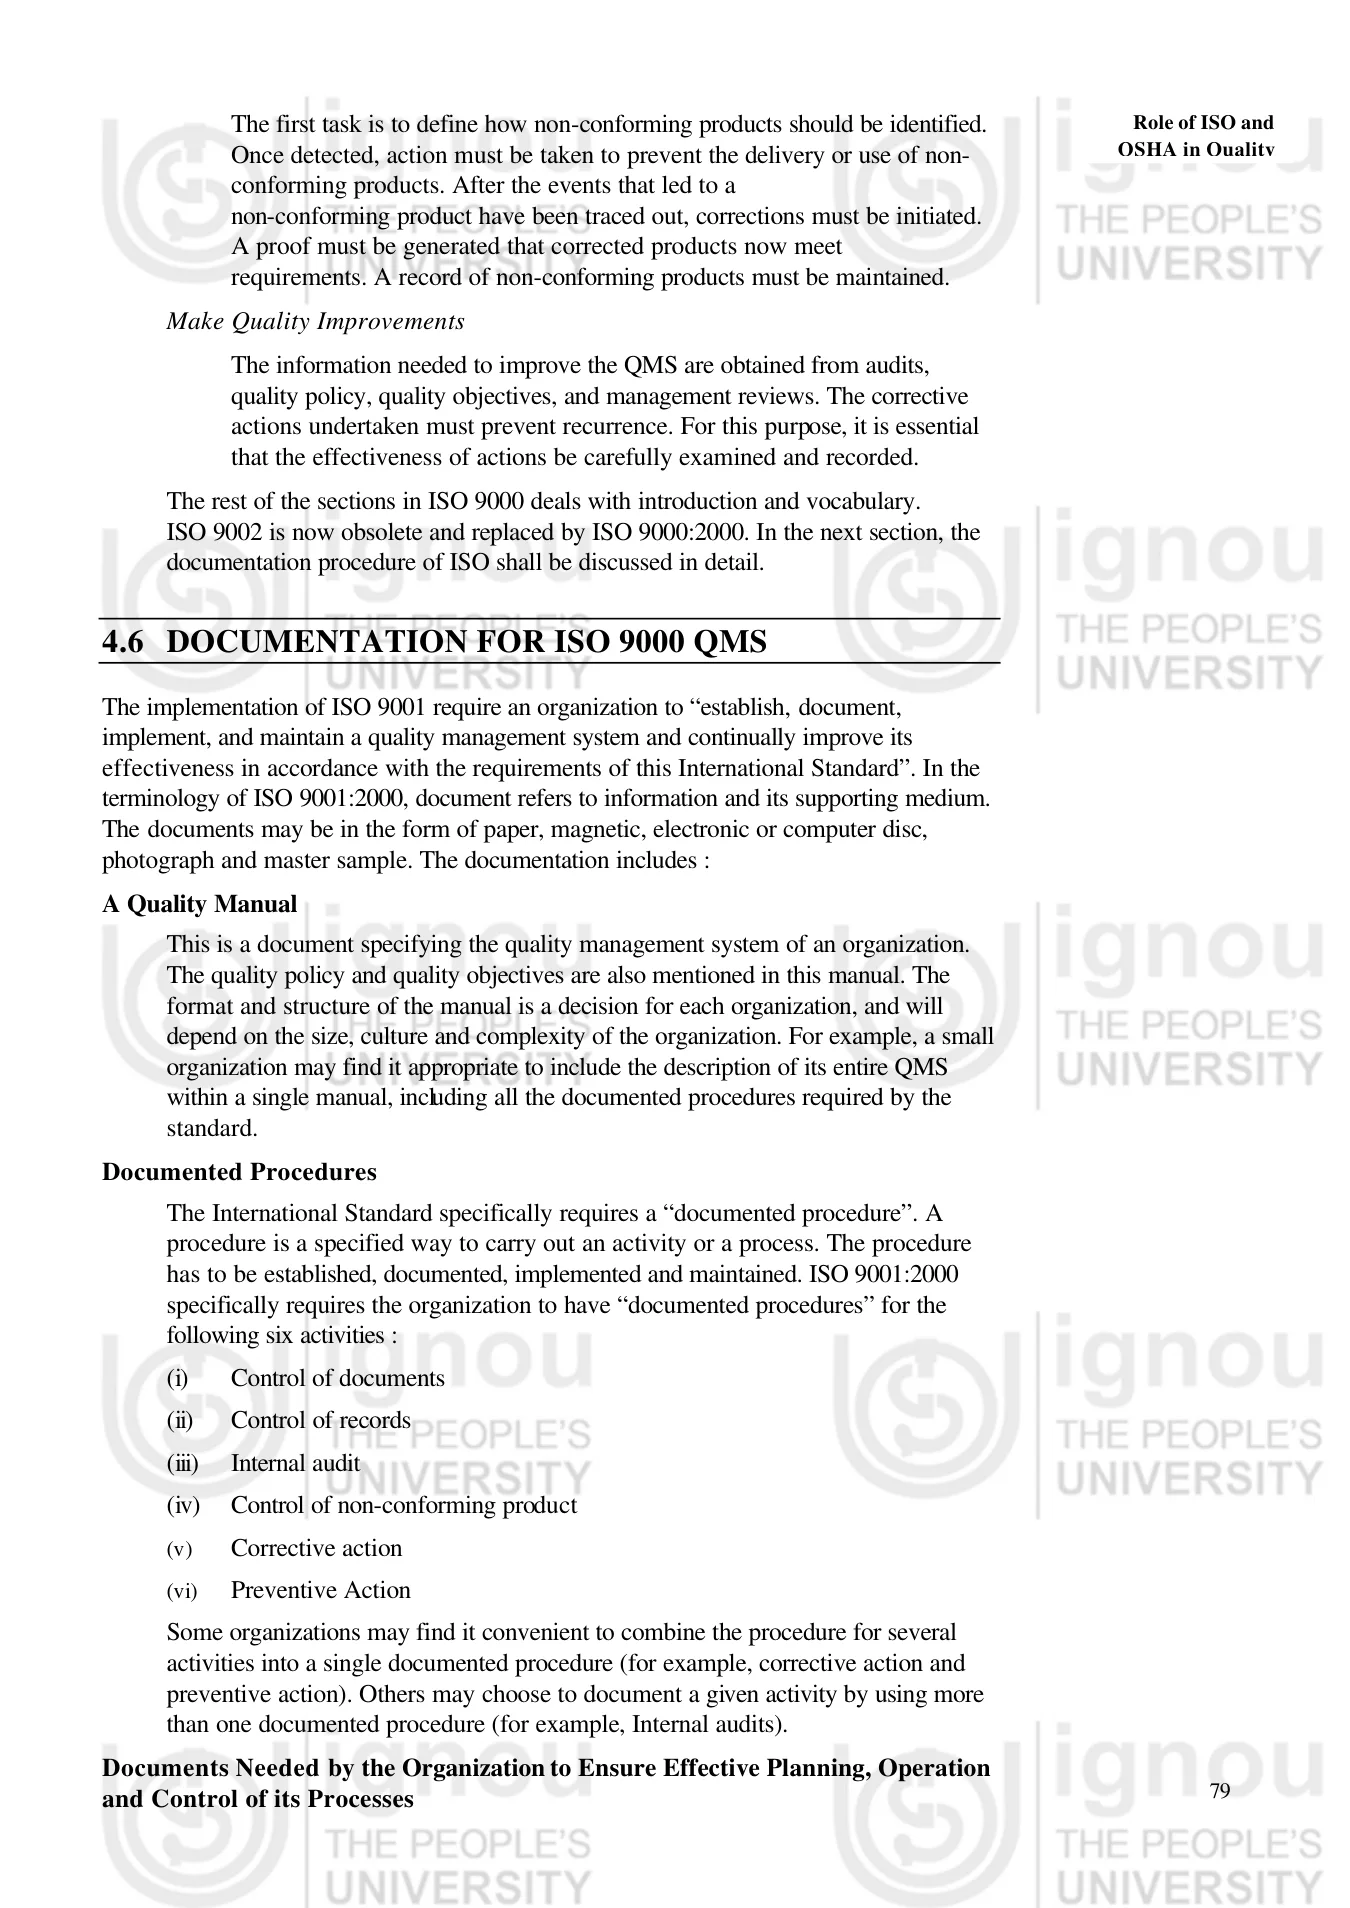 The first task is to define how non-conforming products should be identified.
Once detected, action must be taken to prevent the delivery or use of non-
conforming products. After the events that led to a
non-conforming product have been traced out, corrections must be initiated.
A proof must be generated that corrected products now meet
requirements. A record of non-conforming products must be maintained.
Role of ISO and
OSHA in Quality
Make Quality Improvements
The information needed to improve the QMS are obtained from audits,
quality policy, quality objectives, and management reviews. The corrective
actions undertaken must prevent recurrence. For this purpose, it is essential
that the effectiveness of actions be carefully examined and recorded.
The rest of the sections in ISO 9000 deals with introduction and vocabulary.
ISO 9002 is now obsolete and replaced by ISO 9000:2000. In the next section, the
documentation procedure of ISO shall be discussed in detail.
4.6 DOCUMENTATION FOR ISO 9000 QMS
The implementation of ISO 9001 require an organization to “establish, document,
implement, and maintain a quality management system and continually improve its
effectiveness in accordance with the requirements of this International Standard”. In the
terminology of ISO 9001:2000, document refers to information and its supporting medium.
The documents may be in the form of paper, magnetic, electronic or computer disc,
photograph and master sample. The documentation includes :
A Quality Manual
This is a document specifying the quality management system of an organization.
The quality policy and quality objectives are also mentioned in this manual. The
format and structure of the manual is a decision for each organization, and will
depend on the size, culture and complexity of the organization. For example, a small
organization may find it appropriate to include the description of its entire QMS
within a single manual, including all the documented procedures required by the
standard.
Documented Procedures
The International Standard specifically requires a “documented procedure”. A
procedure is a specified way to carry out an activity or a process. The procedure
has to be established, documented, implemented and maintained. ISO 9001:2000
specifically requires the organization to have “documented procedures” for the
following six activities :
(i) Control of documents
(ii) Control of records
(iii) Internal audit
(iv) Control of non-conforming product
(v) Corrective action
(vi) Preventive Action
Some organizations may find it convenient to combine the procedure for several
activities into a single documented procedure (for example, corrective action and
preventive action). Others may choose to document a given activity by using more
than one documented procedure (for example, Internal audits).
Documents Needed by the Organization to Ensure Effective Planning, Operation
and Control of its Processes
79
ignou
THE PEOPLE'S
UNIVERSITY